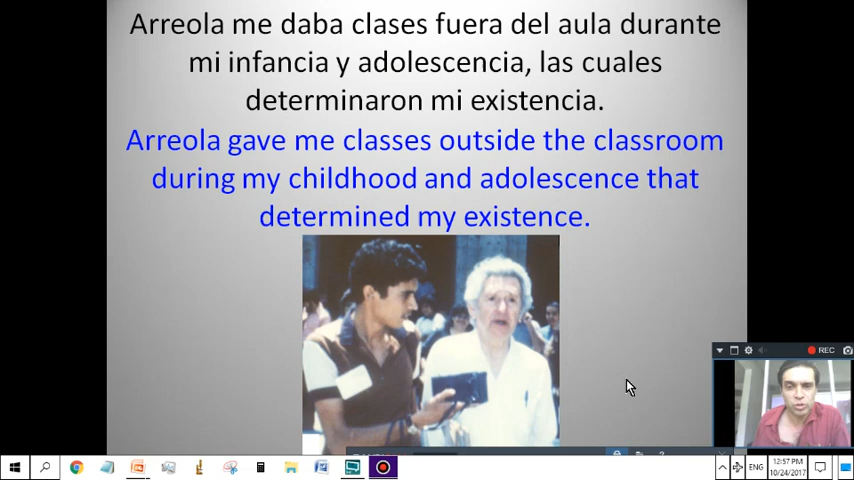 Arreola me daba clases fuera del aula durante
mi infancia y adolescencia, las cuales
determinaron mi existencia.
Arreola gave me classes outside the classroom
during my childhood and adolescence that
determined my existence.
REC
ENG
12:57 PM
10/24/2017